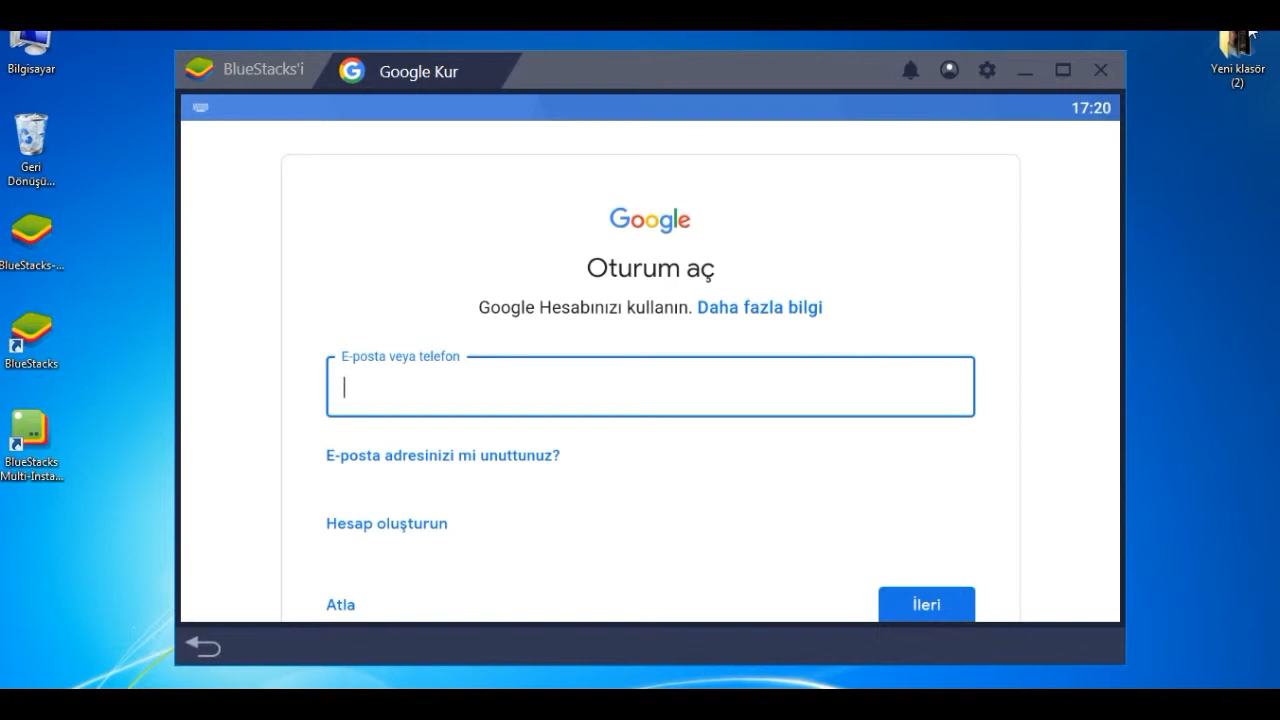 Bilgisayar
Geri
Dönüşü...
BlueStacks-...
BlueStacks
BlueStacks
Multi-Insta...
Yeni klasör
(2)
BlueStacks'i
Google Kur
17:20
Google
Oturum aç
Google Hesabınızı kullanın. Daha fazla bilgi
E-posta veya telefon
E-posta adresinizi mi unuttunuz?
Hesap oluşturun
Atla
İleri